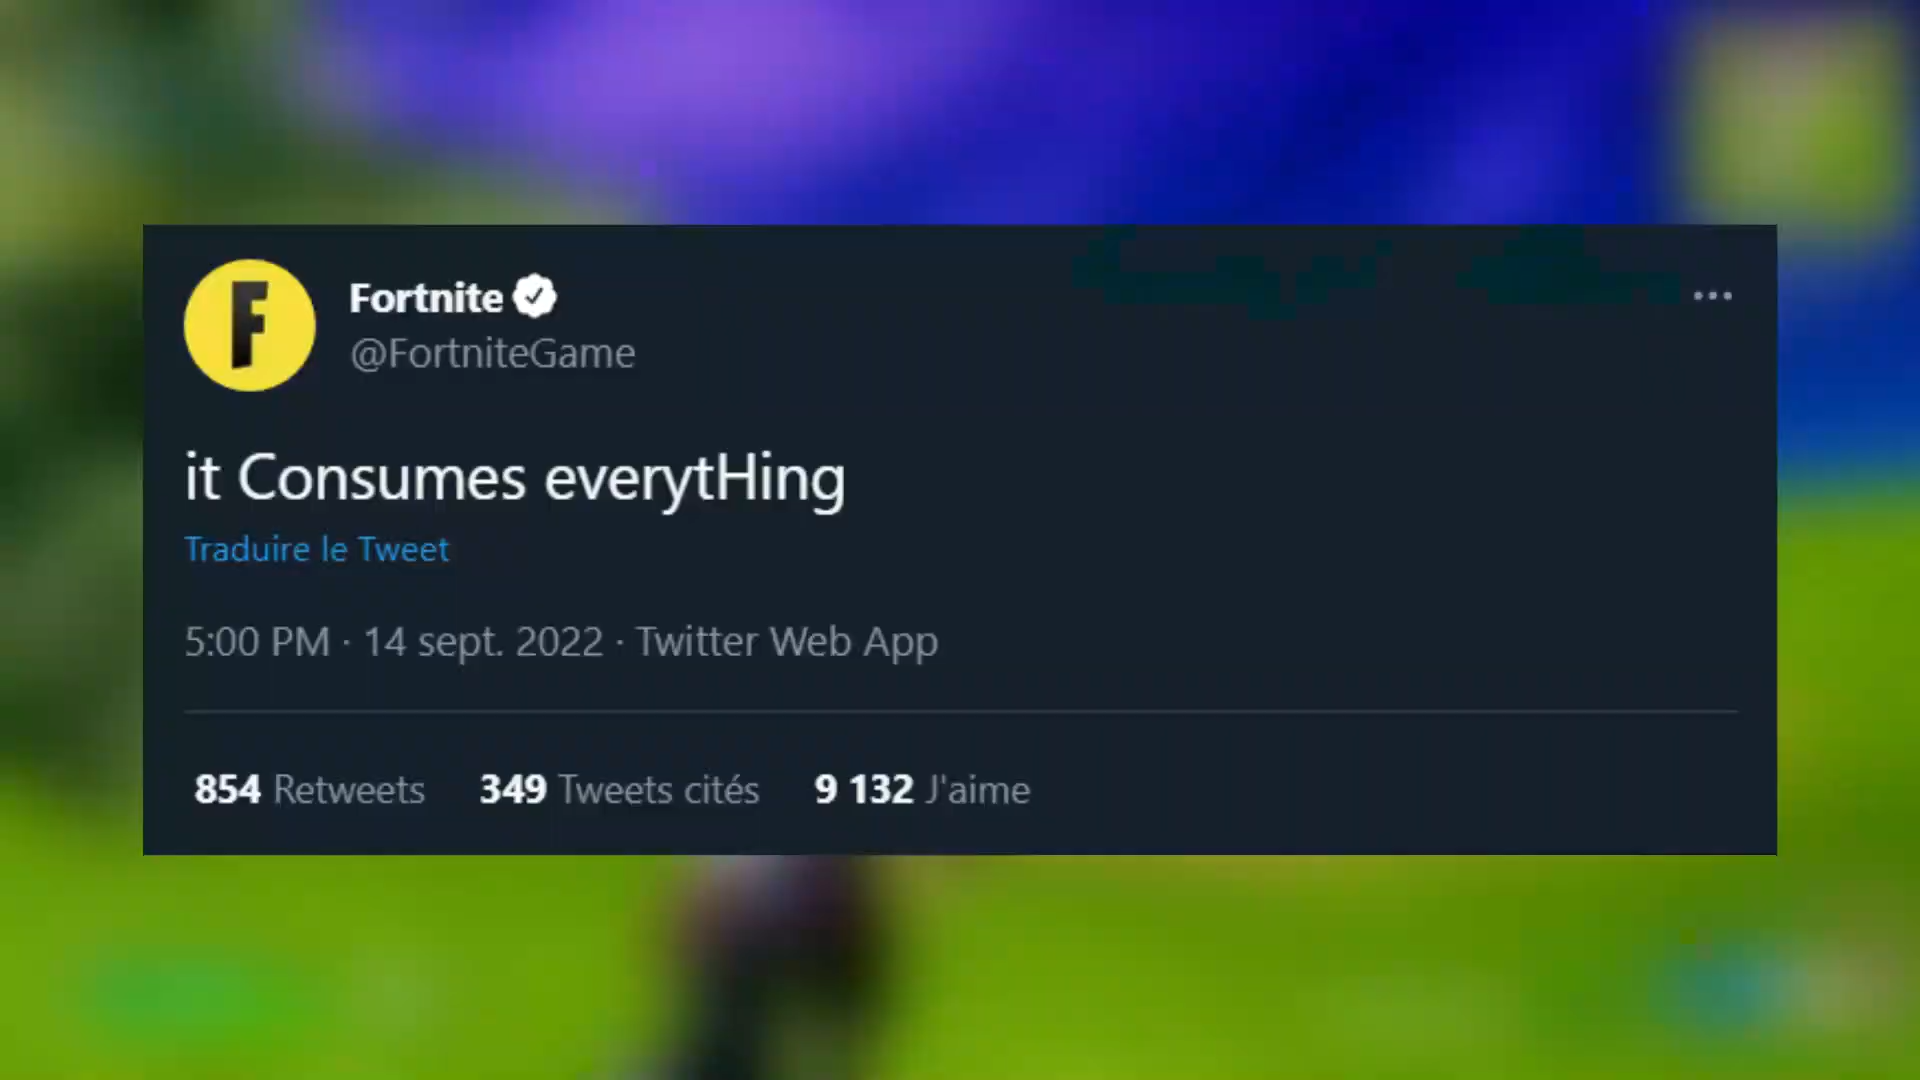 F
Fortnite
@FortniteGame
it Consumes everytHing
Traduire le Tweet
5:00 PM · 14 sept. 2022 · Twitter Web App
854 Retweets 349 Tweets cités 9 132 J'aime